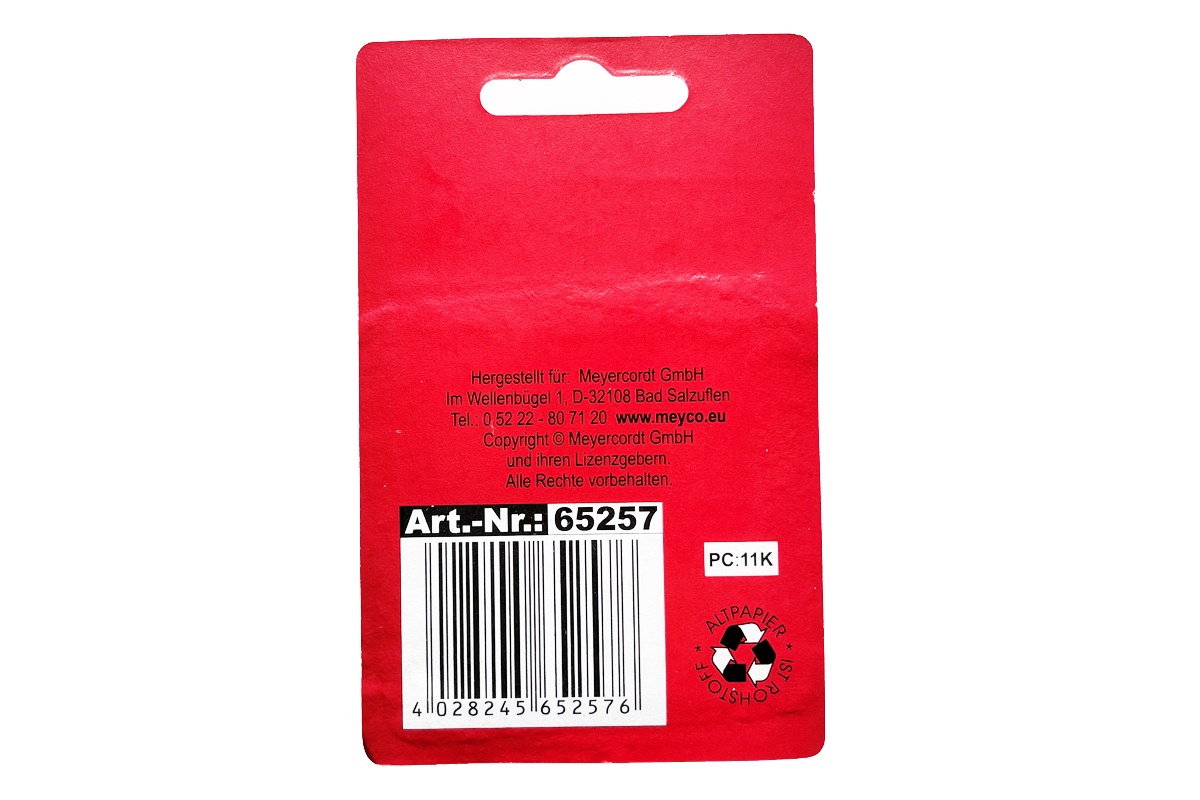 Hergestellt für: Meyercordt GmbH
Im Wellenbügel 1, D-32108 Bad Salzuflen
Tel.: 0 52 22 - 80 71 20 www.meyco.eu
Copyright © Meyercordt GmbH
und ihren Lizenzgebern.
Alle Rechte vorbehalten.
Art.-Nr.: 65257
PC:11K
ALTPAPIER * IST ROHSTOFF *
4 028245 652576